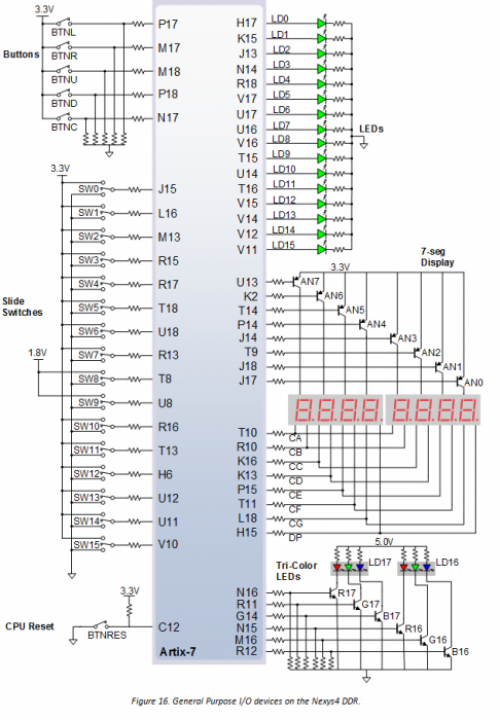 3.3V
BTNL
P17
BTNR
M17
Buttons
BTNU
M18
BTND
P18
BTNC
N17
3.3V
SW0
J15
SW1
L16
SW2
M13
SW3
R15
SW4
R17
Slide
Switches
SW5
T18
SW6
U18
1.8V
SW7
R13
SW8
T8
SW9
U8
SW10
R16
SW11
T13
SW12
H6
SW13
U12
SW14
U11
SW15
V10
3.3V
CPU Reset
BTNRES
C12
Artix-7
H17 LD0
K15 LD1
J13 LD2
N14 LD3
R18 LD4
V17 LD5
U17 LD6
U16 LD7
LEDs
V16 LD8
T15 LD9
U14 LD10
T16 LD11
V15 LD12
V14 LD13
V12 LD14
V11 LD15
7-seg
Display
3.3V
U13 AN7
K2 AN6
T14 AN5
P14 AN4
J14 AN3
T9 AN2
J18 AN1
J17 AN0
8.8.8.8. 8.8.8.8.
T10 CA
R10 CB
K16 CC
K13 CD
P15 CE
T11 CF
L18 CG
H15 DP
5.0V
Tri-Color
LEDs
LD17
LD16
N16 R17
R11 G17
G14 B17
N15 R16
M16 G16
R12 B16
Figure 16. General Purpose I/O devices on the Nexys4 DDR.